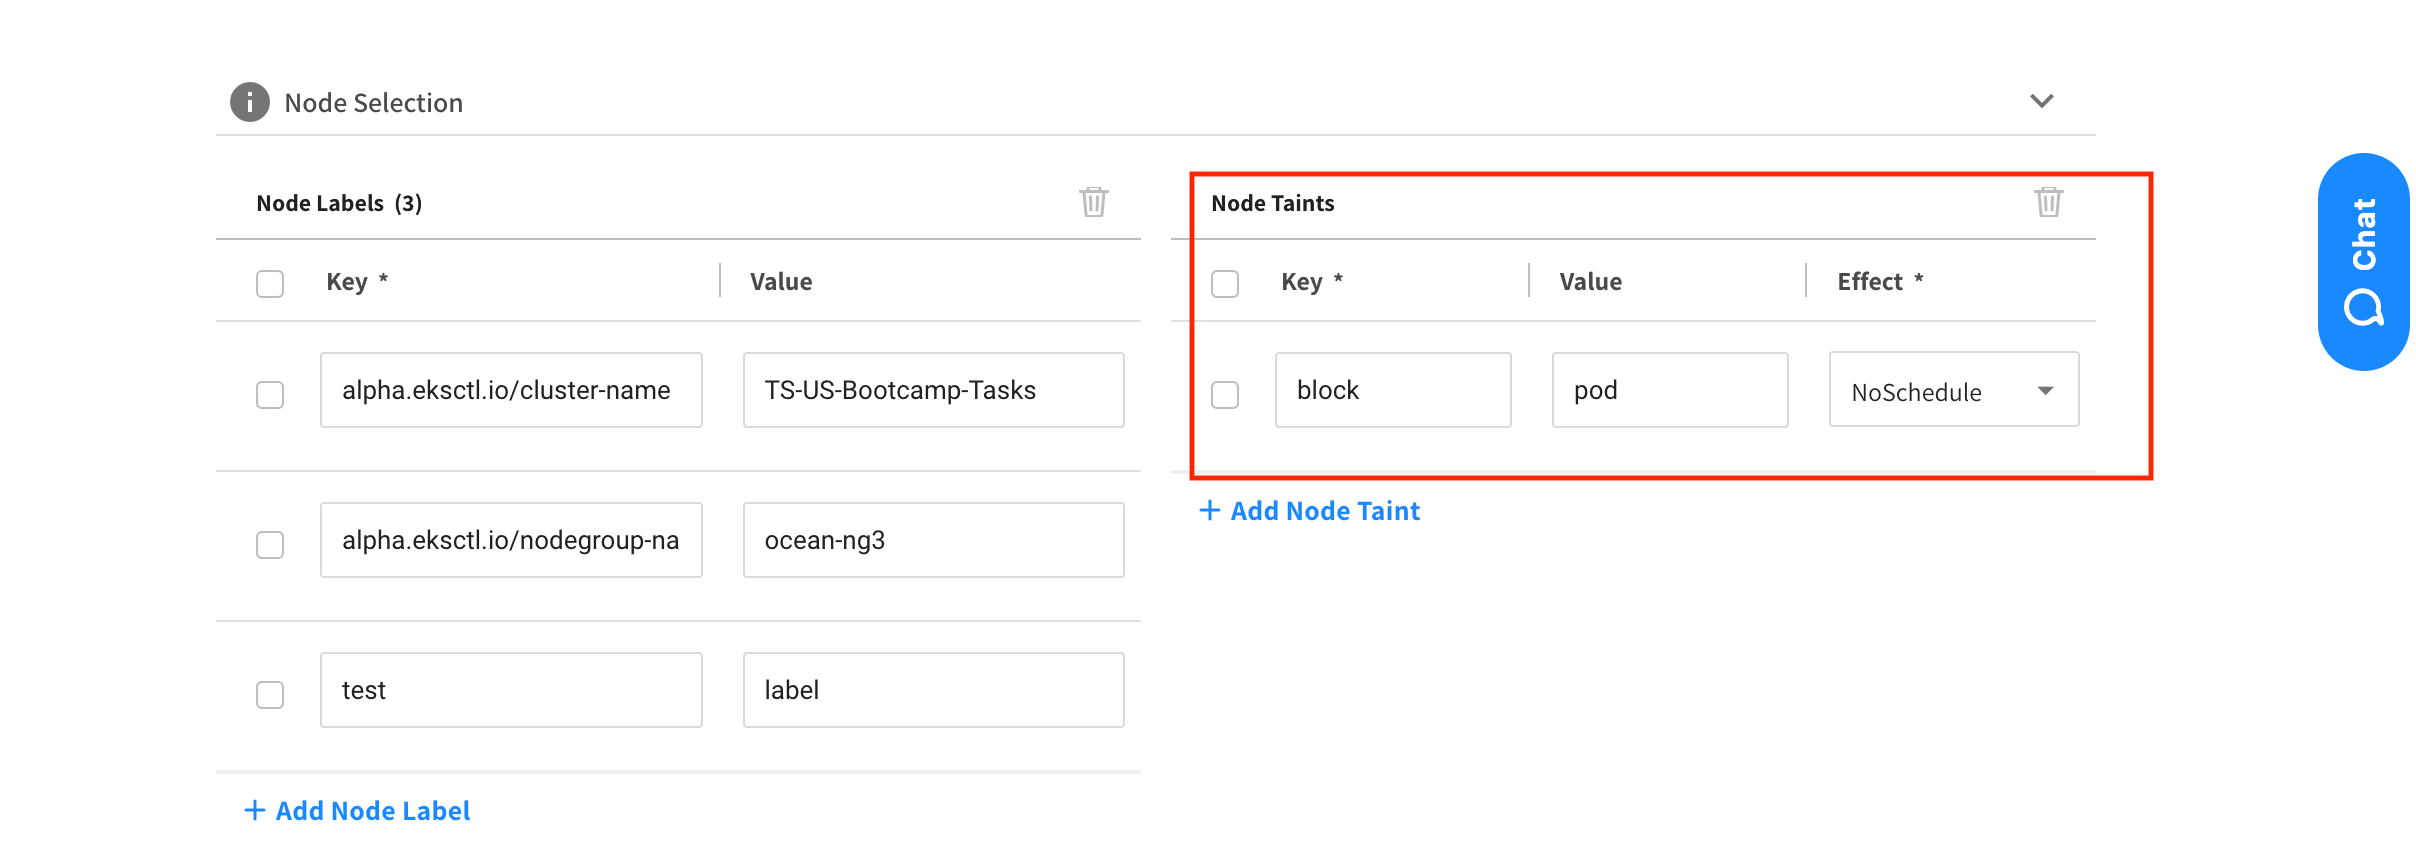 Node Selection
Node Labels (3)
Key * Value
alpha.eksctl.io/cluster-name TS-US-Bootcamp-Tasks
alpha.eksctl.io/nodegroup-na ocean-ng3
test label
+ Add Node Label
Node Taints
Key * Value Effect *
block pod NoSchedule
+ Add Node Taint
Chat